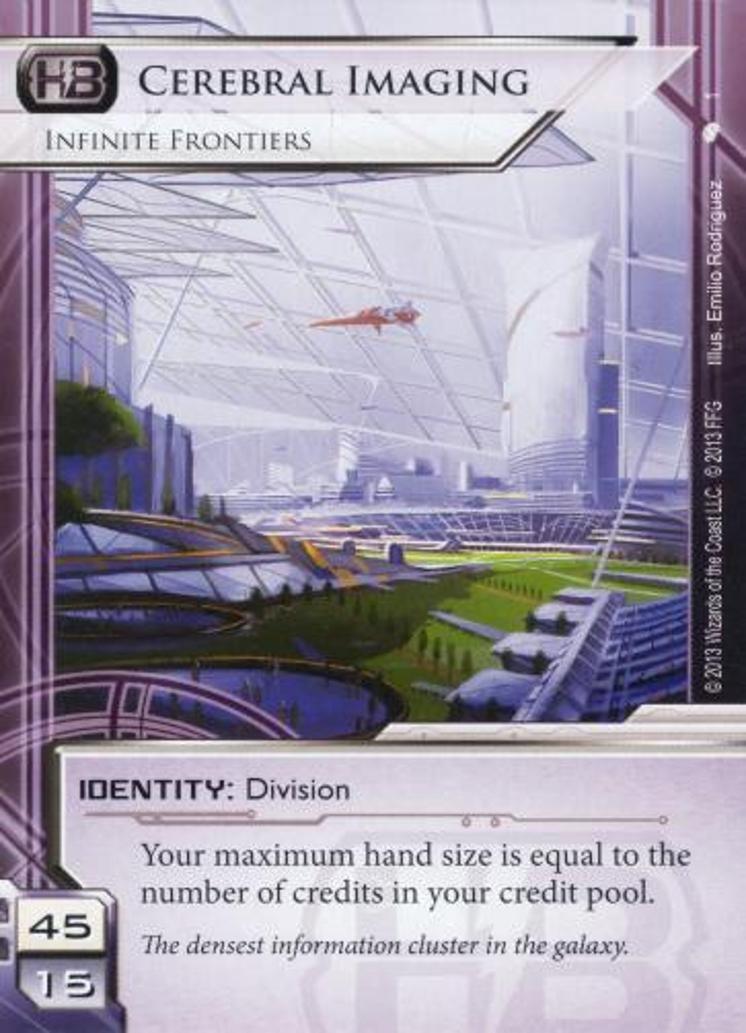 HB
CEREBRAL IMAGING
INFINITE FRONTIERS
1
Illus. Emilio Rodriguez
© 2013 Wizards of the Coast LLC. © 2013 FFG
IDENTITY: Division
Your maximum hand size is equal to the
number of credits in your credit pool.
The densest information cluster in the galaxy.
45
15